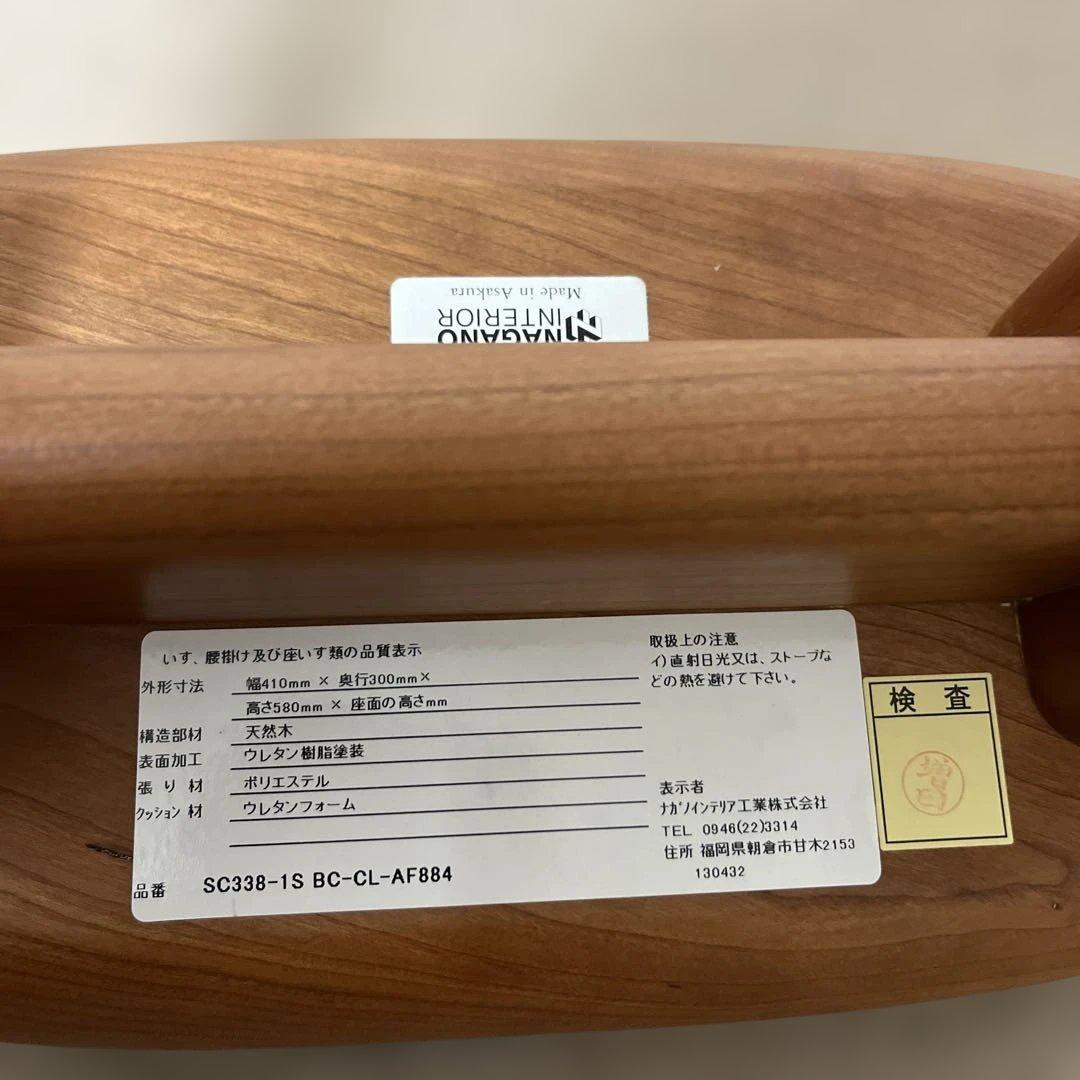 Made in Asakura
NAGANO
INTERIOR
いす、腰掛け及び座いす類の品質表示
外形寸法 幅410mm × 奥行300mm×
高さ580mm × 座面の高さmm
構造部材 天然木
表面加工 ウレタン樹脂塗装
張り材 ポリエステル
クッション材 ウレタンフォーム
品番 SC338-1S BC-CL-AF884
取扱上の注意
イ)直射日光又は、ストーブな
どの熱を避けて下さい。
表示者
ナガノインテリア工業株式会社
TEL 0946(22)3314
住所 福岡県朝倉市甘木2153
130432
検査